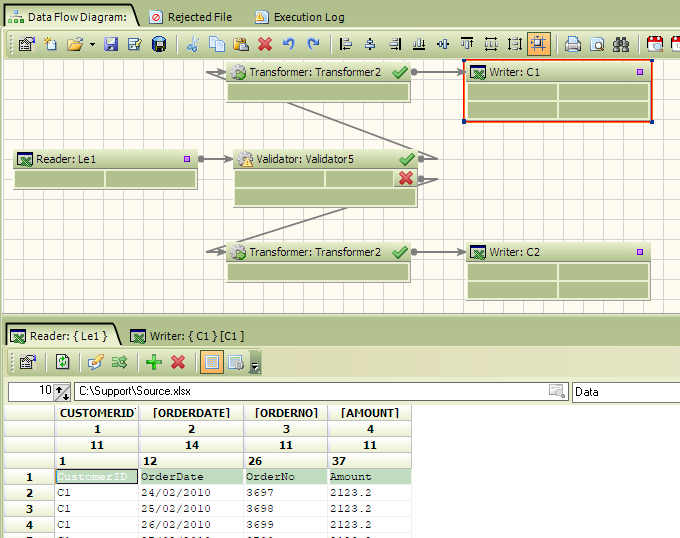 Data Flow Diagram: Rejected File Execution Log
Transformer: Transformer2 Writer: C1
Reader: Le1 Validator: Validator5
Transformer: Transformer2 Writer: C2
Reader: { Le1 } Writer: { C1 } [C1 ]
10 C:\Support\Source.xlsx Data
CUSTOMERID [ORDERDATE] [ORDERNO] [AMOUNT]
1 2 3 4
11 14 11 11
1 12 26 37
1 CustomerID OrderDate OrderNo Amount
2 C1 24/02/2010 3697 2123.2
3 C1 25/02/2010 3698 2123.2
4 C1 26/02/2010 3699 2123.2